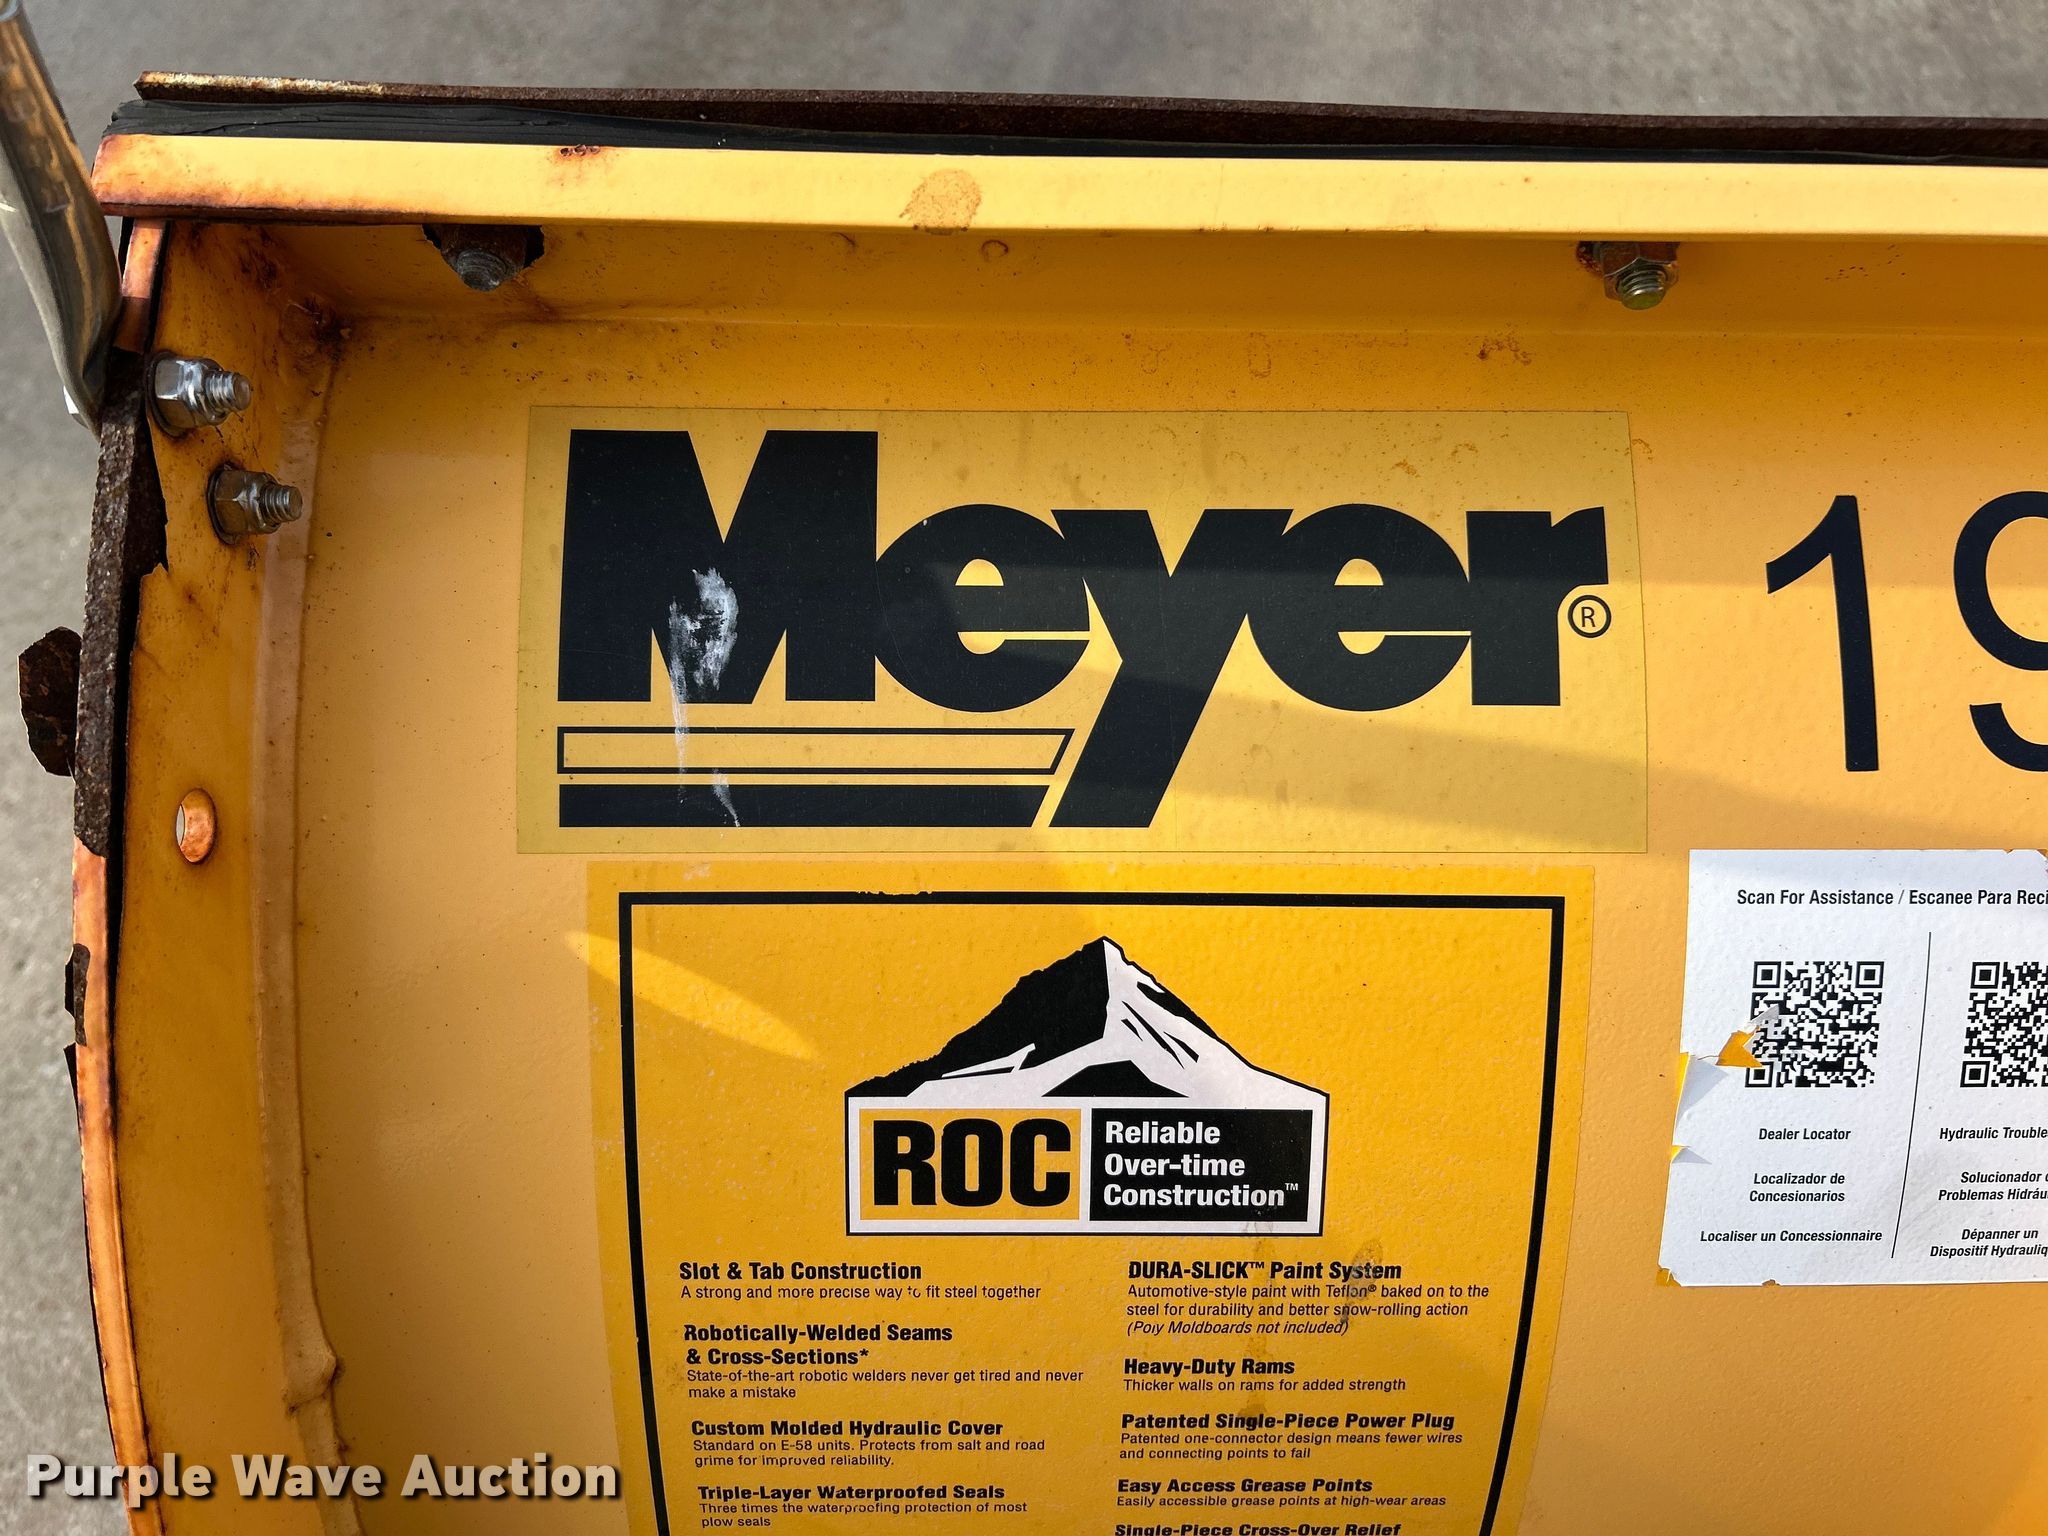 Meyer®
19
Scan For Assistance / Escanee Para
Dealer Locator
Localizador de
Concesionarios
Localiser un Concessionnaire
Hydraulic
Solucionador
Problemas
Dépanner un
Dispositif
ROC
Reliable
Over-time
Construction™
Slot & Tab Construction
A strong and more precise way to fit steel together
Robotically-Welded Seams
& Cross-Sections*
State-of-the-art robotic welders never get tired and never
make a mistake
Custom Molded Hydraulic Cover
Standard on E-58 units. Protects from salt and road
grime for improved reliability.
Triple-Layer Waterproofed Seals
Three times the waterproofing protection of most
plow seals
DURA-SLICK™ Paint System
Automotive-style paint with Teflon® baked on to the
steel for durability and better snow-rolling action
(Poly Moldboards not included)
Heavy-Duty Rams
Thicker walls on rams for added strength
Patented Single-Piece Power Plug
Patented one-connector design means fewer wires
and connecting points to fail
Easy Access Grease Points
Easily accessible grease points at high-wear areas
Single-Piece Cross-Over Relief
Purple Wave Auction